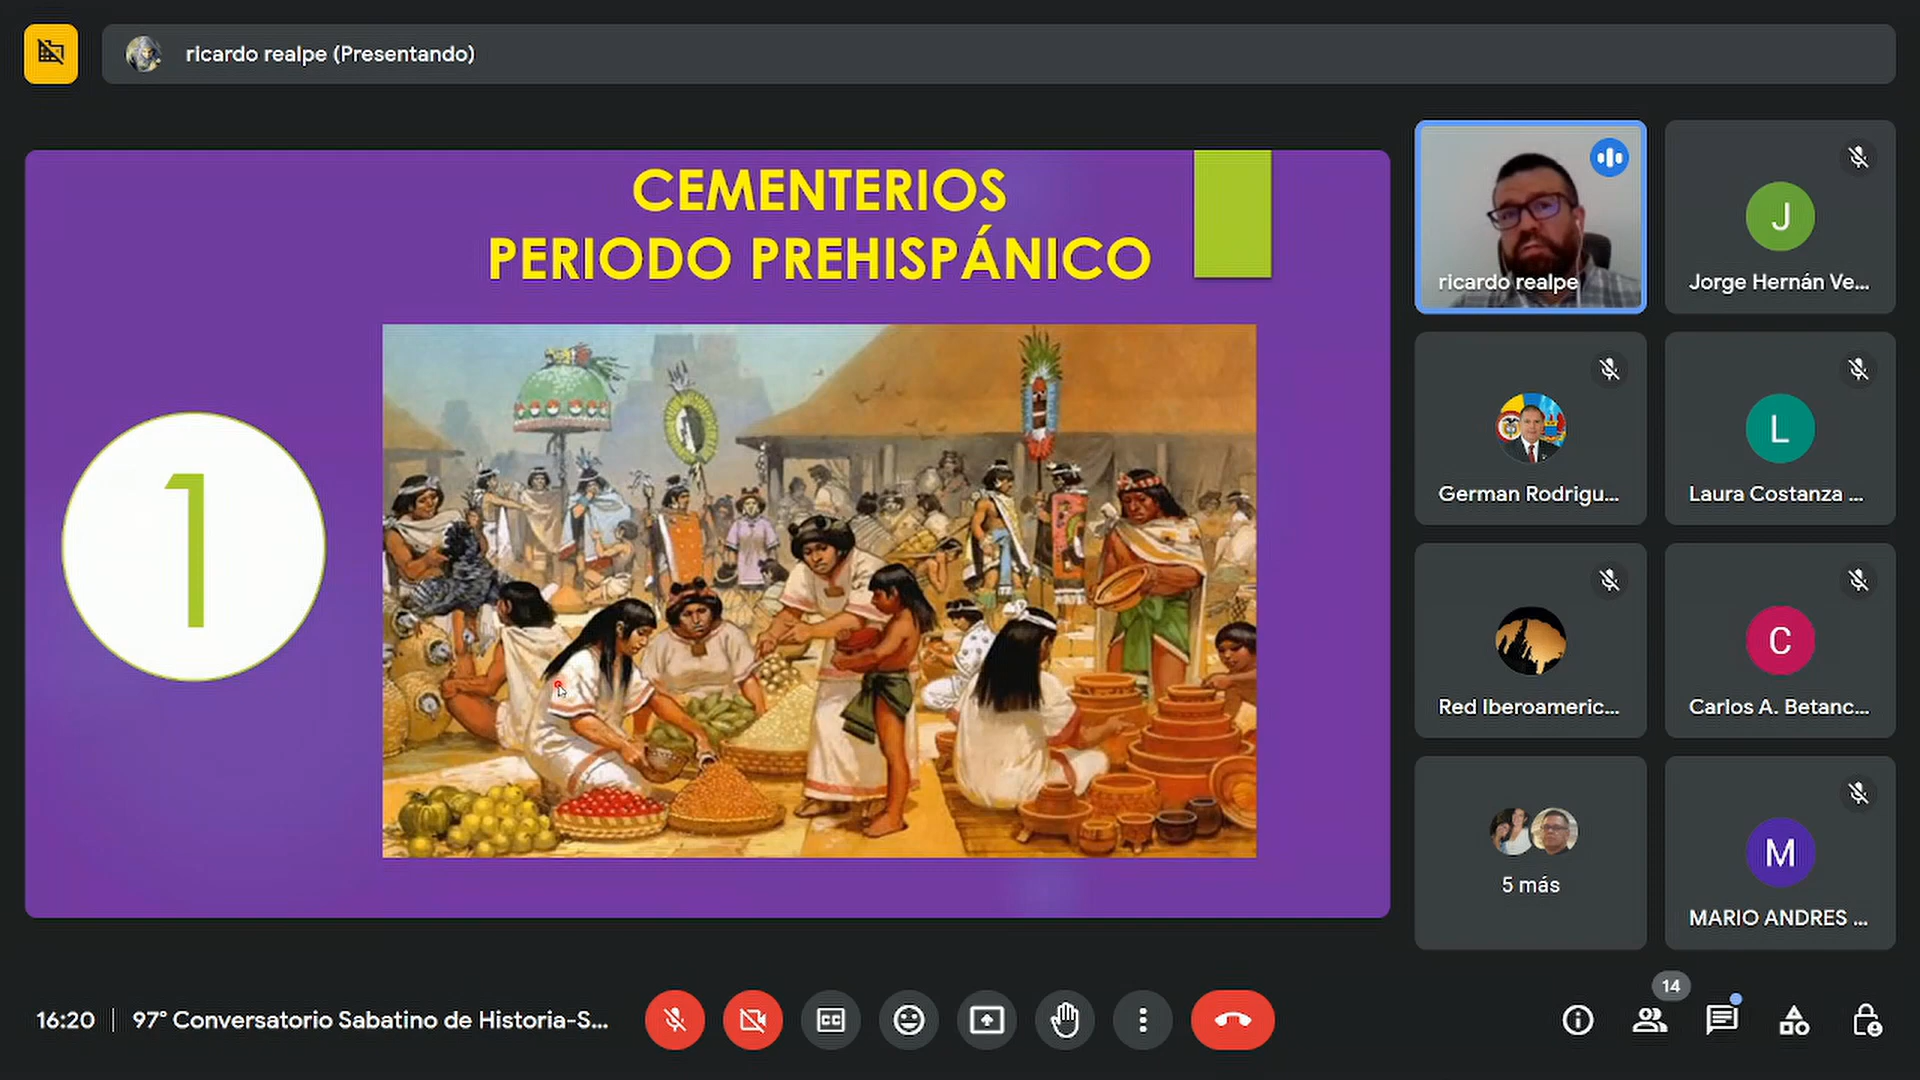 ricardo realpe (Presentando)
CEMENTERIOS
PERIODO PREHISPÁNICO
1
ricardo realpe
J
Jorge Hernán Ve...
German Rodrigu...
L
Laura Costanza ...
Red Iberoameric...
C
Carlos A. Betanc...
5 más
M
MARIO ANDRES ...
14
16:20
97° Conversatorio Sabatino de Historia-S...
CC